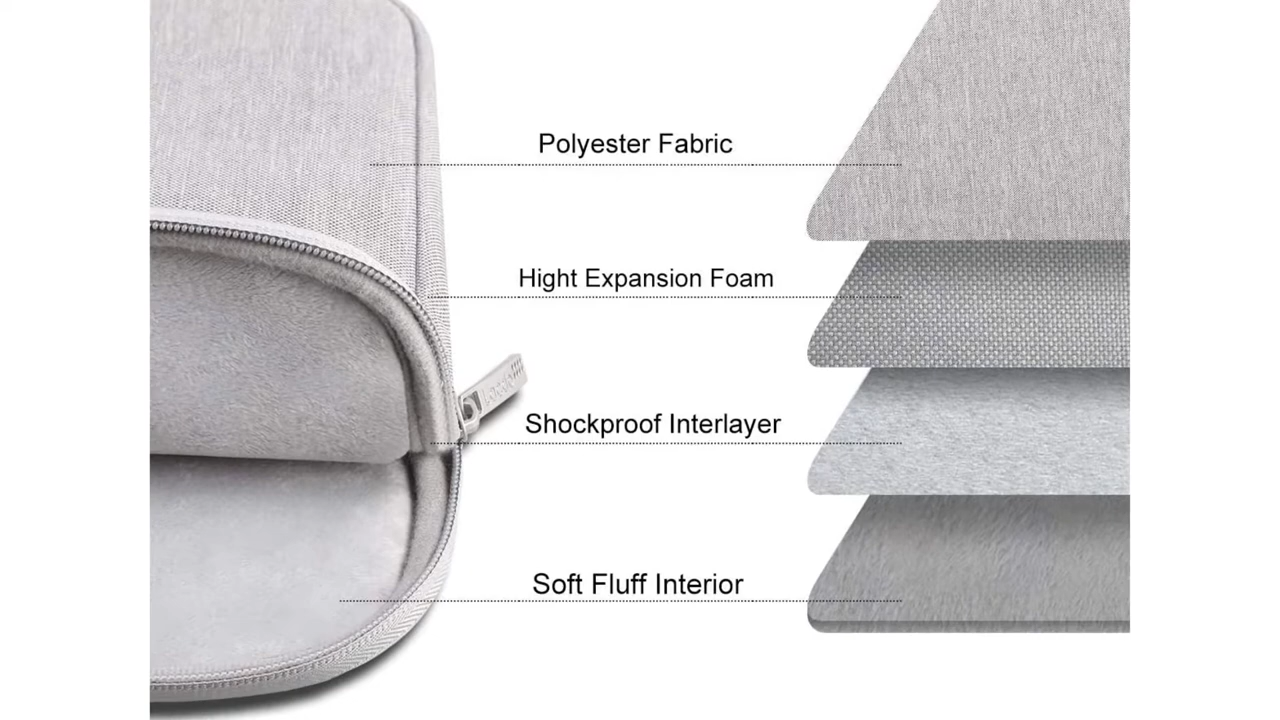 Polyester Fabric
Hight Expansion Foam
Shockproof Interlayer
Soft Fluff Interior